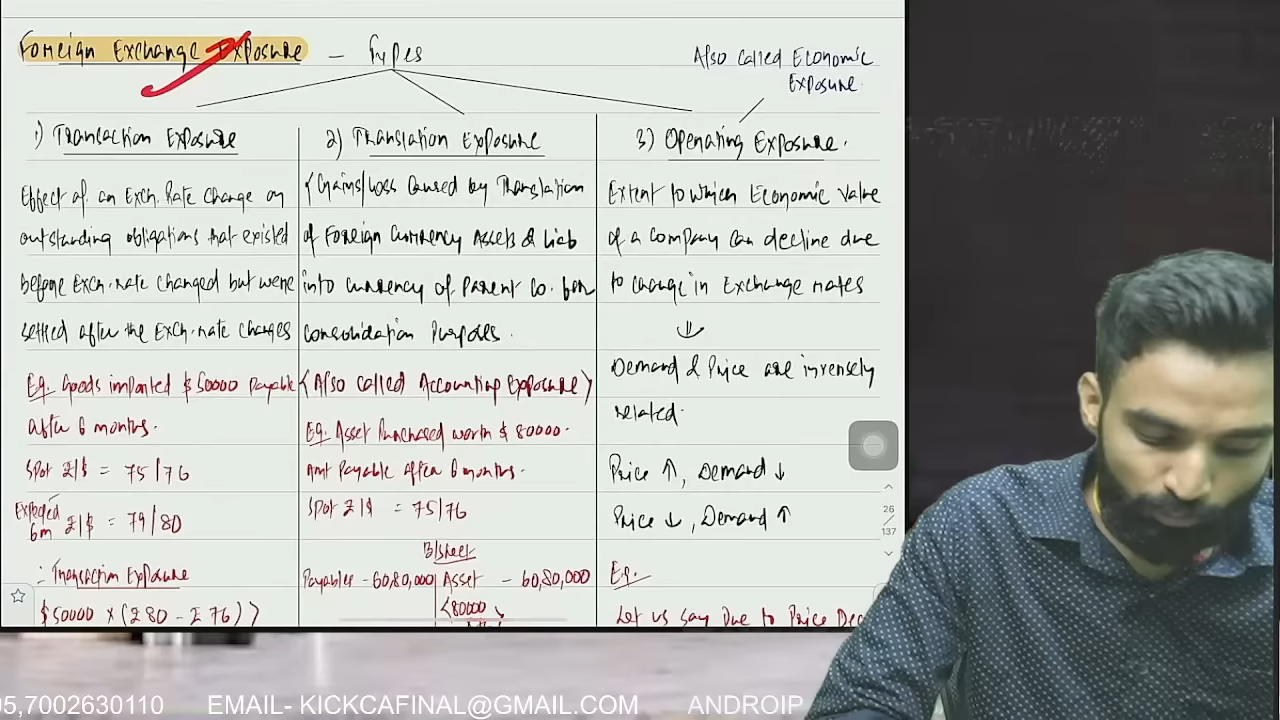 Foreign Exchange Exposure — Types
Also called Economic
Exposure.
1) Transaction Exposure
Effect of an Exch. Rate Change on
outstanding obligations that existed
before Exch. rate changed but were
settled after the Exch. rate changes
Eg. Goods imported $50000 payable
after 6 months.
Spot ₹/$ = 75/76
Expected
6m ₹/$ = 79/80
∴ Transaction Exposure
$50000 x (₹80 - ₹76)
2) Translation Exposure
Gains/Loss caused by Translation
of Foreign Currency Assets & Liab
into currency of Parent Co. for
consolidation Purposes.
(Also called Accounting Exposure)
Eg. Asset Purchased worth $80000.
Amt Payable after 6 months.
Spot ₹/$ = 75/76
B/sheet
Payables - 60,80,000 Asset - 60,80,000
(80000
3) Operating Exposure.
Extent to which Economic value
of a company can decline due
to change in Exchange rates
⇓
Demand & Price are inversely
related.
Price ↑, Demand ↓
Price ↓, Demand ↑
Eg.
Let us say Due to Price Dec
26
137
95,7002630110 EMAIL- KICKCAFINAL@GMAIL.COM ANDROIP